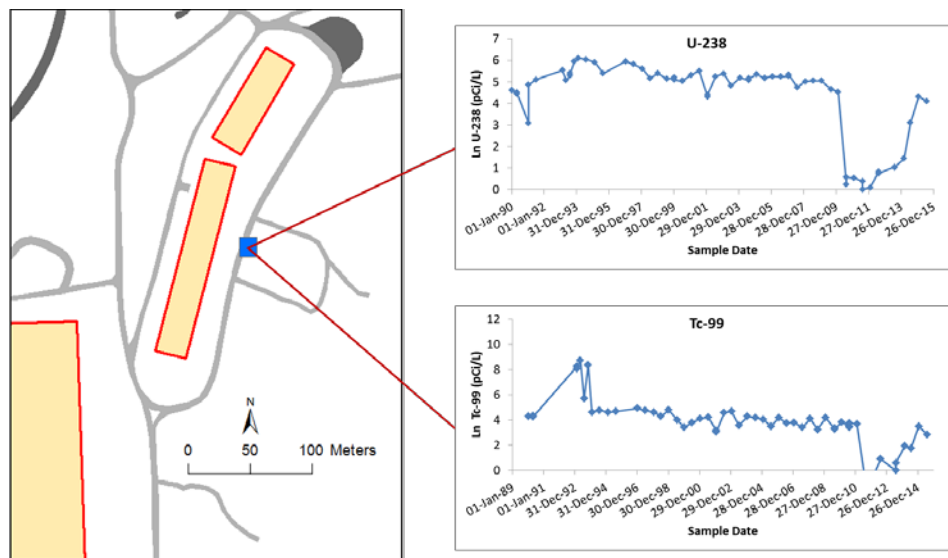 N
0 50 100 Meters
U-238
Ln U-238 (pCi/L)
7
6
5
4
3
2
1
0
01-Jan-90
01-Jan-92
31-Dec-93
31-Dec-95
30-Dec-97
30-Dec-99
29-Dec-01
29-Dec-03
28-Dec-05
28-Dec-07
27-Dec-09
27-Dec-11
26-Dec-13
26-Dec-15
Sample Date
Tc-99
Ln Tc-99 (pCi/L)
12
10
8
6
4
2
0
01-Jan-89
01-Jan-91
31-Dec-92
31-Dec-94
30-Dec-96
30-Dec-98
29-Dec-00
29-Dec-02
28-Dec-04
28-Dec-06
27-Dec-08
27-Dec-10
26-Dec-12
26-Dec-14
Sample Date